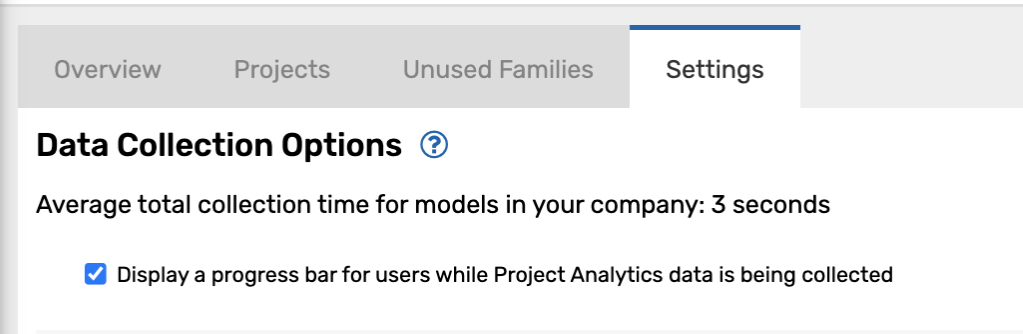 Overview Projects Unused Families Settings
Data Collection Options ?
Average total collection time for models in your company: 3 seconds
Display a progress bar for users while Project Analytics data is being collected